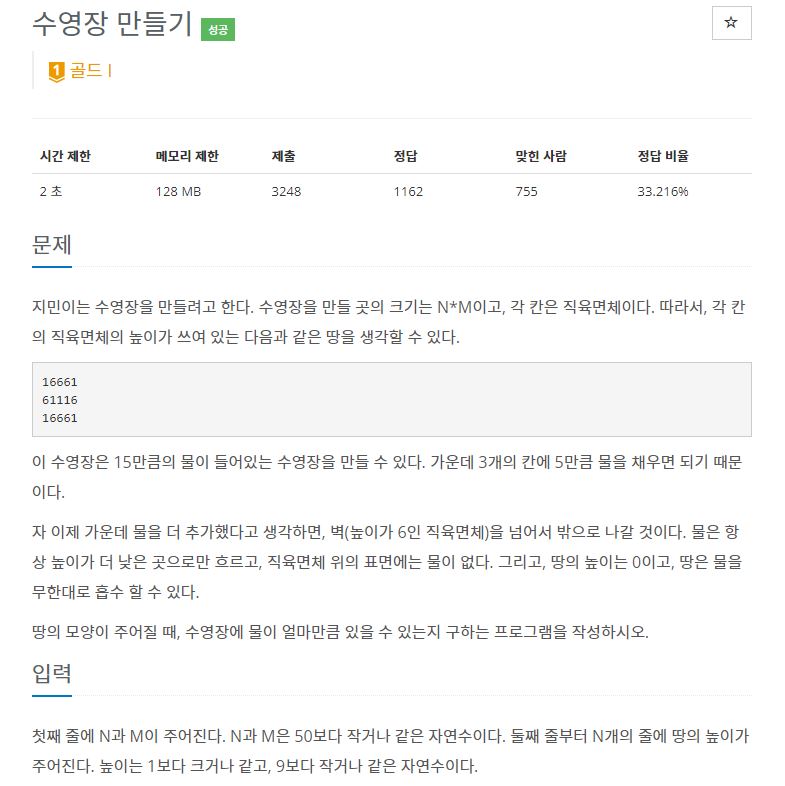 수영장 만들기 성공
☆
1 골드 I
시간 제한 메모리 제한 제출 정답 맞힌 사람 정답 비율
2 초 128 MB 3248 1162 755 33.216%
문제
지민이는 수영장을 만들려고 한다. 수영장을 만들 곳의 크기는 N*M이고, 각 칸은 직육면체이다. 따라서, 각 칸
의 직육면체의 높이가 쓰여 있는 다음과 같은 땅을 생각할 수 있다.
16661
61116
16661
이 수영장은 15만큼의 물이 들어있는 수영장을 만들 수 있다. 가운데 3개의 칸에 5만큼 물을 채우면 되기 때문
이다.
자 이제 가운데 물을 더 추가했다고 생각하면, 벽(높이가 6인 직육면체)을 넘어서 밖으로 나갈 것이다. 물은 항
상 높이가 더 낮은 곳으로만 흐르고, 직육면체 위의 표면에는 물이 없다. 그리고, 땅의 높이는 0이고, 땅은 물을
무한대로 흡수 할 수 있다.
땅의 모양이 주어질 때, 수영장에 물이 얼마만큼 있을 수 있는지 구하는 프로그램을 작성하시오.
입력
첫째 줄에 N과 M이 주어진다. N과 M은 50보다 작거나 같은 자연수이다. 둘째 줄부터 N개의 줄에 땅의 높이가
주어진다. 높이는 1보다 크거나 같고, 9보다 작거나 같은 자연수이다.